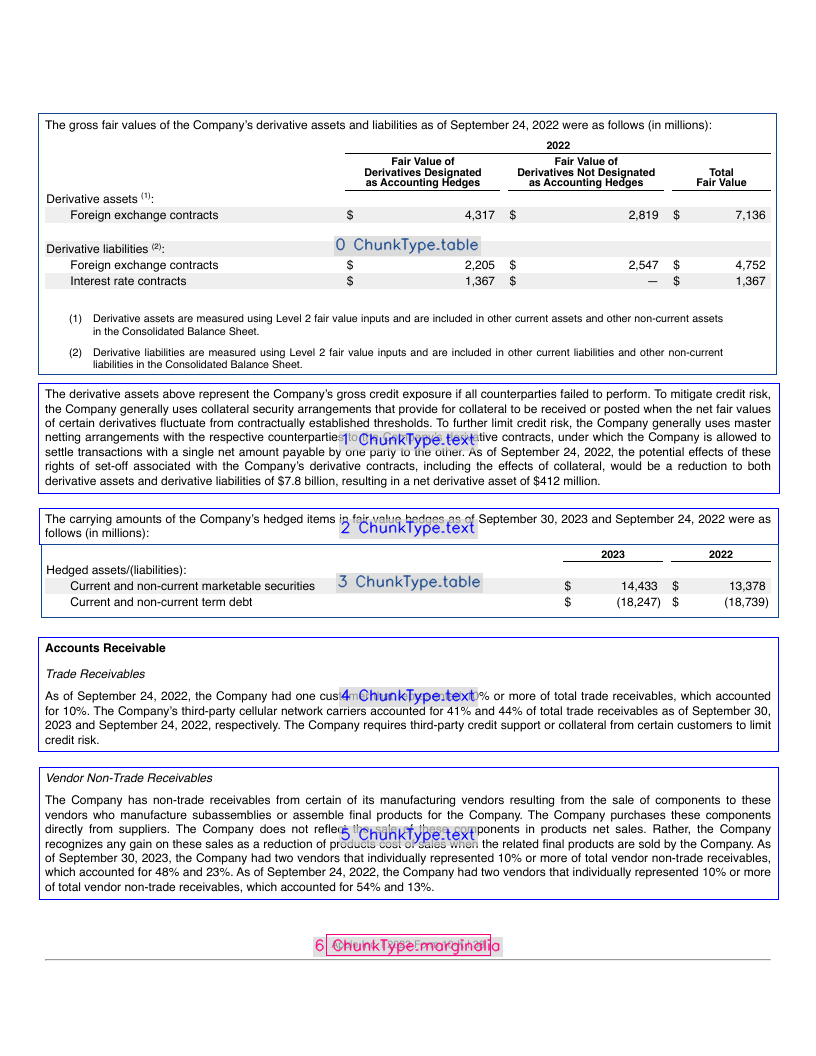 The gross fair values of the Company's derivative assets and liabilities as of September 24, 2022 were as follows (in millions):
2022
Fair Value of Derivatives Designated as Accounting Hedges
Fair Value of Derivatives Not Designated as Accounting Hedges
Total Fair Value
Derivative assets (1):
Foreign exchange contracts $ 4,317 $ 2,819 $ 7,136
0 ChunkType.table
Derivative liabilities (2):
Foreign exchange contracts $ 2,205 $ 2,547 $ 4,752
Interest rate contracts $ 1,367 $ — $ 1,367
(1) Derivative assets are measured using Level 2 fair value inputs and are included in other current assets and other non-current assets
in the Consolidated Balance Sheet.
(2) Derivative liabilities are measured using Level 2 fair value inputs and are included in other current liabilities and other non-current
liabilities in the Consolidated Balance Sheet.
The derivative assets above represent the Company's gross credit exposure if all counterparties failed to perform. To mitigate credit risk,
the Company generally uses collateral security arrangements that provide for collateral to be received or posted when the net fair values
of certain derivatives fluctuate from contractually established thresholds. To further limit credit risk, the Company generally uses master
netting arrangements with the respective counterparties 1 ChunkType.text contracts, under which the Company is allowed to
settle transactions with a single net amount payable by one party to the other. As of September 24, 2022, the potential effects of these
rights of set-off associated with the Company's derivative contracts, including the effects of collateral, would be a reduction to both
derivative assets and derivative liabilities of $7.8 billion, resulting in a net derivative asset of $412 million.
The carrying amounts of the Company's hedged items in fair value hedges as of September 30, 2023 and September 24, 2022 were as
2 ChunkType.text
follows (in millions):
2023 2022
Hedged assets/(liabilities):
3 ChunkType.table
Current and non-current marketable securities $ 14,433 $ 13,378
Current and non-current term debt $ (18,247) $ (18,739)
Accounts Receivable
Trade Receivables
As of September 24, 2022, the Company had one 4 ChunkType.text % or more of total trade receivables, which accounted
for 10%. The Company's third-party cellular network carriers accounted for 41% and 44% of total trade receivables as of September 30,
2023 and September 24, 2022, respectively. The Company requires third-party credit support or collateral from certain customers to limit
credit risk.
Vendor Non-Trade Receivables
The Company has non-trade receivables from certain of its manufacturing vendors resulting from the sale of components to these
vendors who manufacture subassemblies or assemble final products for the Company. The Company purchases these components
directly from suppliers. The Company does not reflect the sale of these components in products net sales. Rather, the Company
5 ChunkType.text
recognizes any gain on these sales as a reduction of products cost of sales when the related final products are sold by the Company. As
of September 30, 2023, the Company had two vendors that individually represented 10% or more of total vendor non-trade receivables,
which accounted for 48% and 23%. As of September 24, 2022, the Company had two vendors that individually represented 10% or more
of total vendor non-trade receivables, which accounted for 54% and 13%.
6 ChunkType.marginalia